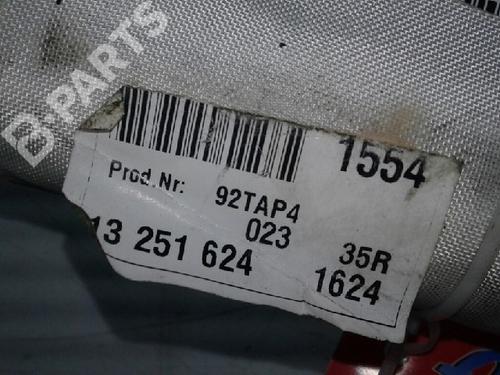 B-PARTS
1554
Prod.Nr: 92TAP4
023 35R
13 251 624 1624